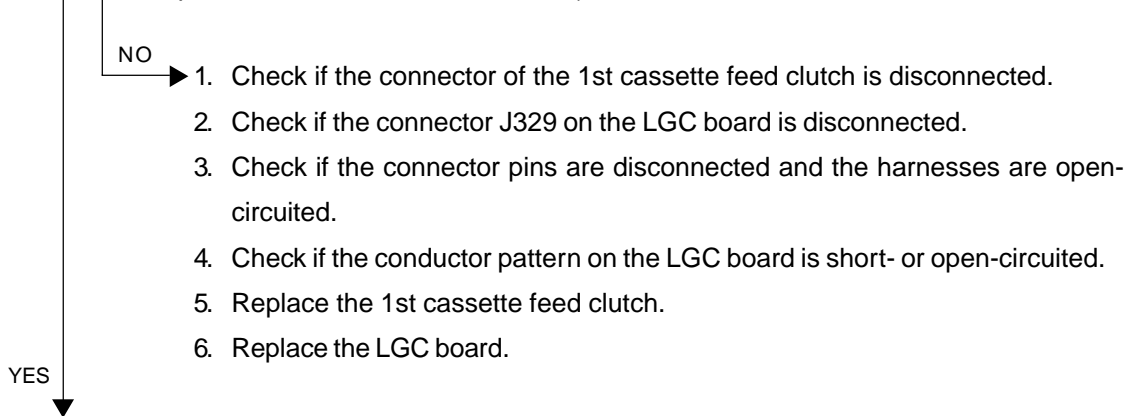 NO
1. Check if the connector of the 1st cassette feed clutch is disconnected.
2. Check if the connector J329 on the LGC board is disconnected.
3. Check if the connector pins are disconnected and the harnesses are open-
circuited.
4. Check if the conductor pattern on the LGC board is short- or open-circuited.
5. Replace the 1st cassette feed clutch.
6. Replace the LGC board.
YES